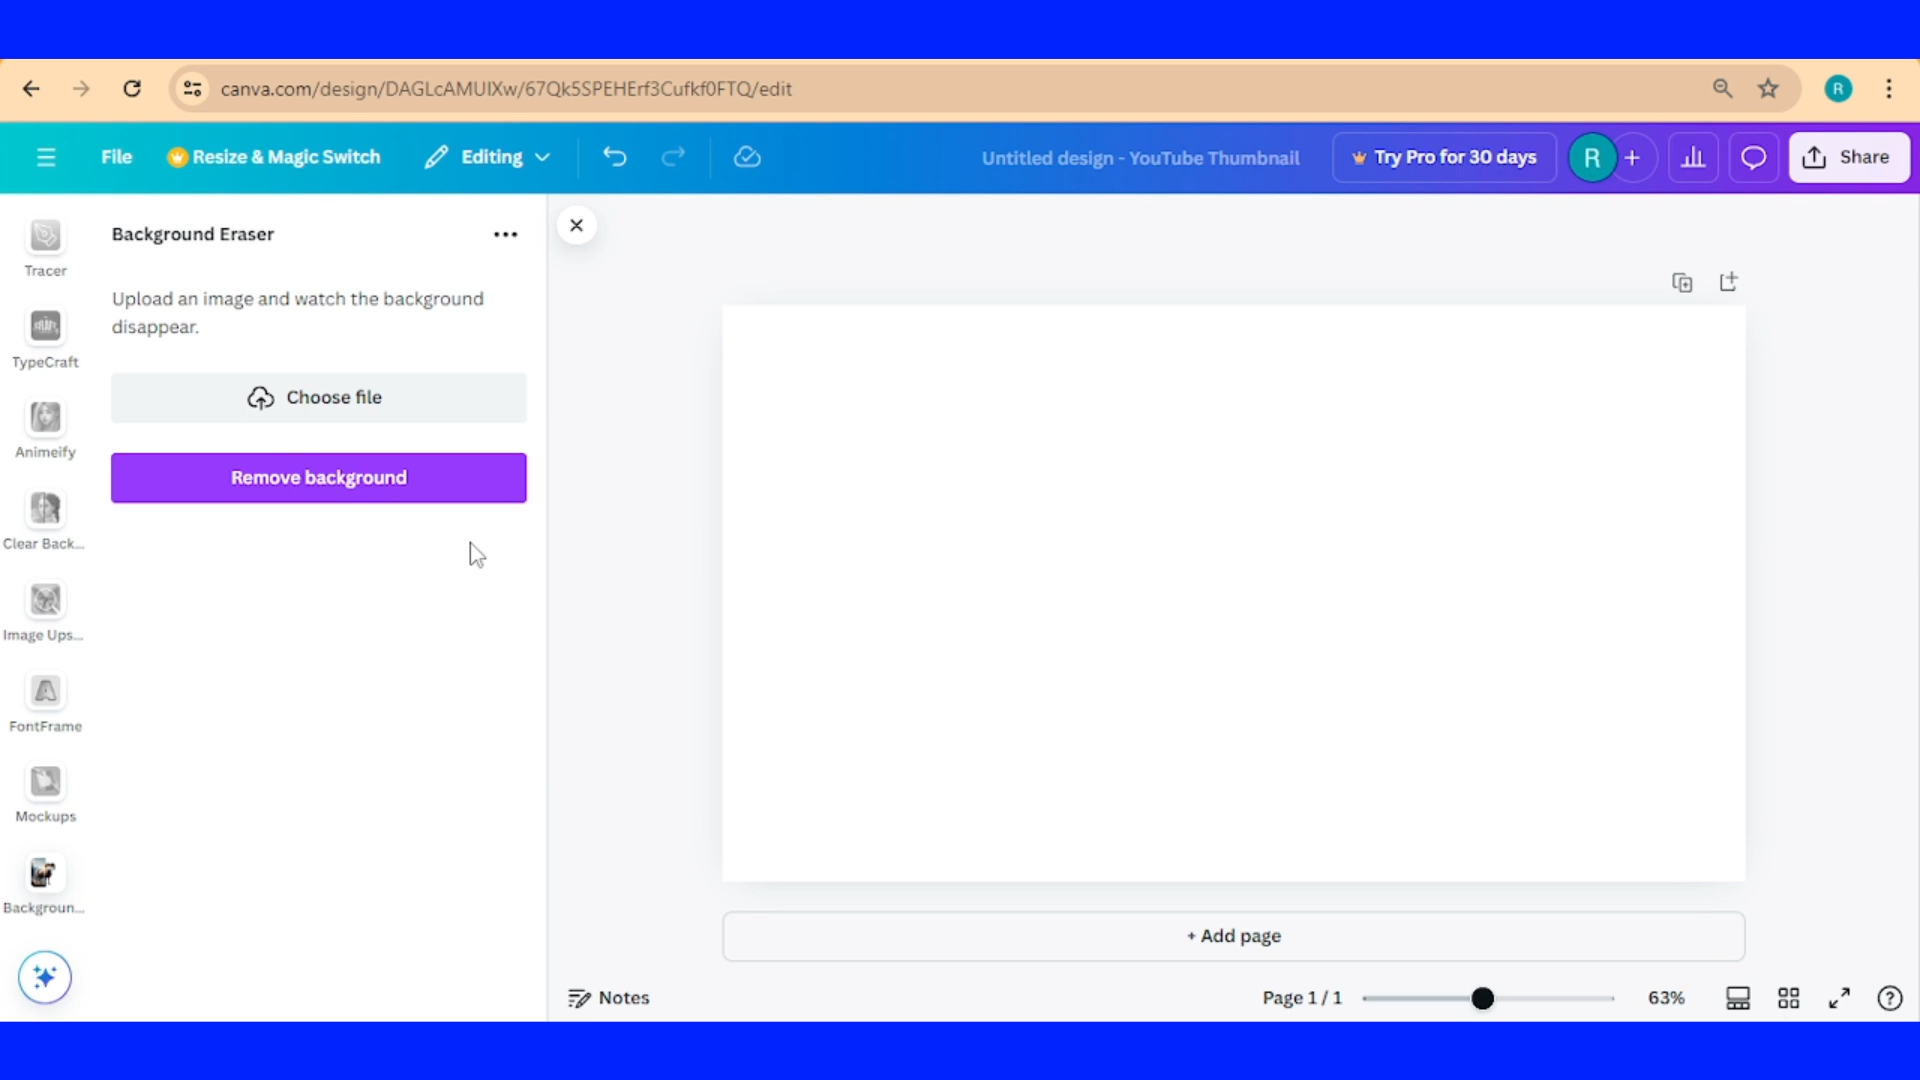 canva.com/design/DAGLcAMUIXw/67Qk5SPEHErf3Cufkf0FTQ/edit
R
File
Resize & Magic Switch
Editing
Untitled design - YouTube Thumbnail
Try Pro for 30 days
R
+
Share
Tracer
TypeCraft
Animeify
Clear Back...
Image Ups...
FontFrame
Mockups
Backgroun...
Background Eraser
Upload an image and watch the background
disappear.
Choose file
Remove background
+ Add page
Notes
Page 1 / 1
63%